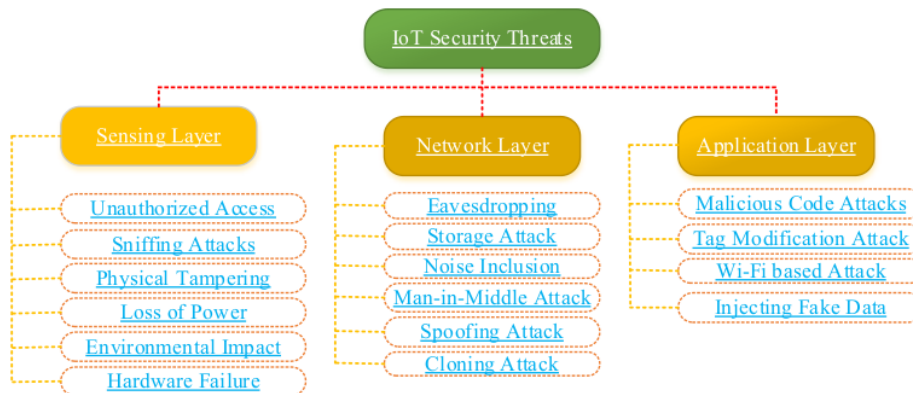 IoT Security Threats
Sensing Layer
Unauthorized Access
Sniffing Attacks
Physical Tampering
Loss of Power
Environmental Impact
Hardware Failure
Network Layer
Eavesdropping
Storage Attack
Noise Inclusion
Man-in-Middle Attack
Spoofing Attack
Cloning Attack
Application Layer
Malicious Code Attacks
Tag Modification Attack
Wi-Fi based Attack
Injecting Fake Data